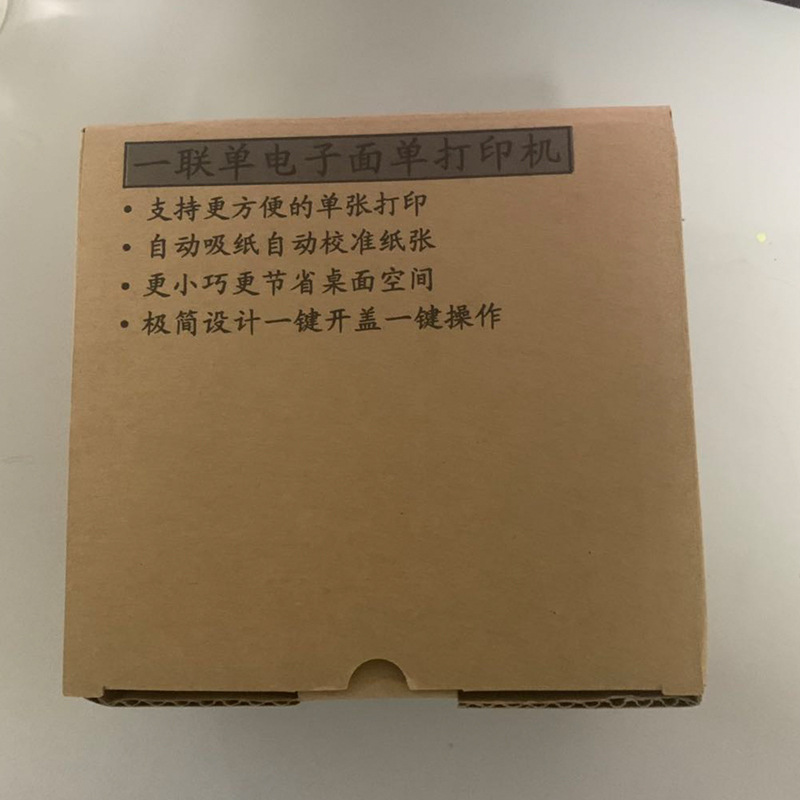 一联单电子面单打印机
• 支持更方便的单张打印
• 自动吸纸自动校准纸张
• 更小巧更节省桌面空间
• 极简设计一键开盖一键操作